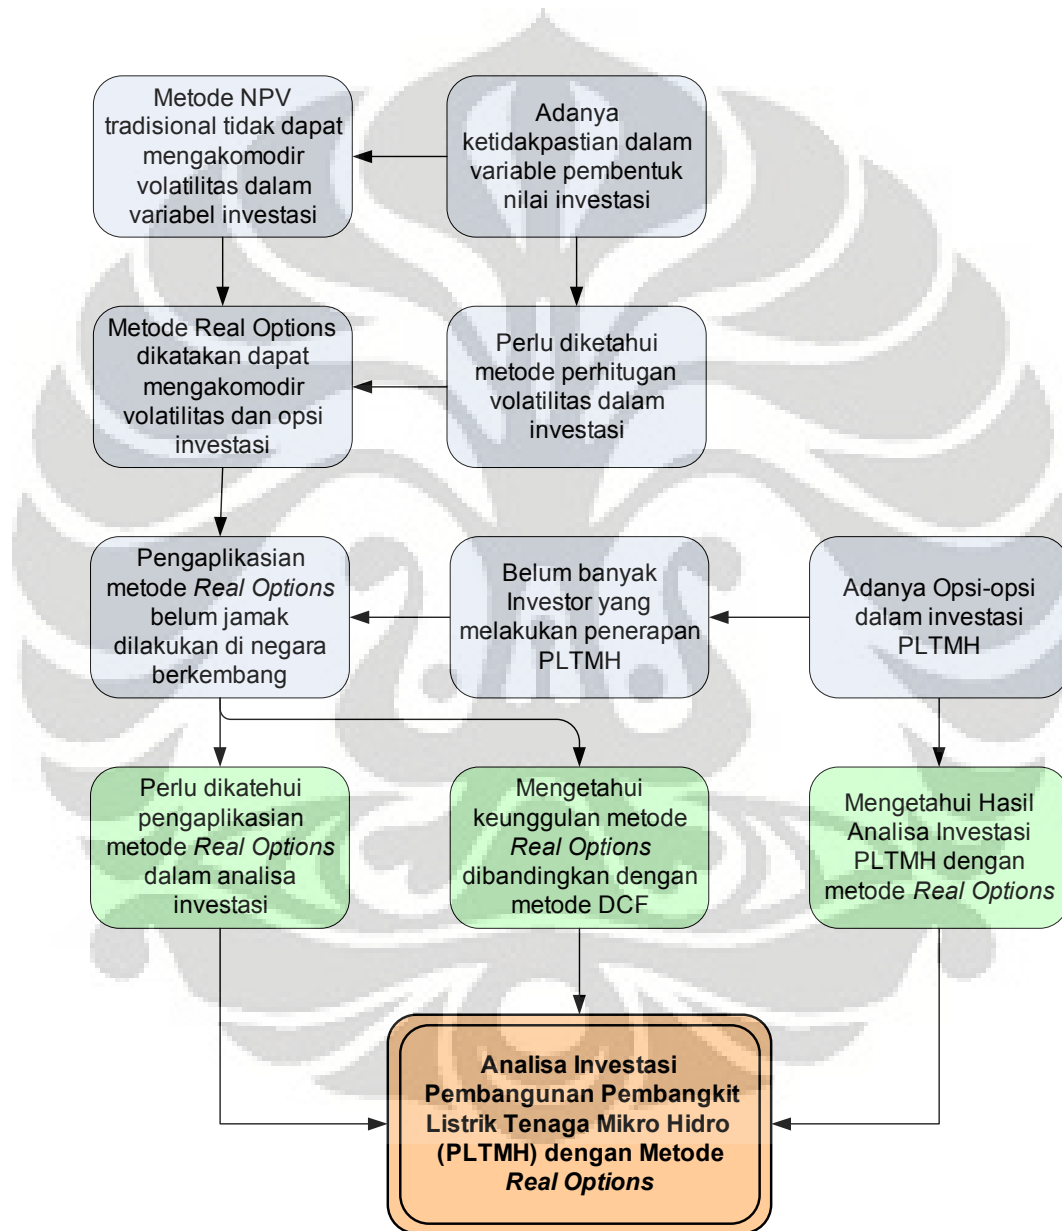 Metode NPV
tradisional tidak dapat
mengakomodir
volatilitas dalam
variabel investasi
Adanya
ketidakpastian dalam
variable pembentuk
nilai investasi
Metode Real Options
dikatakan dapat
mengakomodir
volatilitas dan opsi
investasi
Perlu diketahui
metode perhitugan
volatilitas dalam
investasi
Pengaplikasian
metode Real Options
belum jamak
dilakukan di negara
berkembang
Belum banyak
Investor yang
melakukan penerapan
PLTMH
Adanya Opsi-opsi
dalam investasi
PLTMH
Perlu dikatehui
pengaplikasian
metode Real Options
dalam analisa
investasi
Mengetahui
keunggulan metode
Real Options
dibandingkan dengan
metode DCF
Mengetahui Hasil
Analisa Investasi
PLTMH dengan
metode Real Options
Analisa Investasi
Pembangunan Pembangkit
Listrik Tenaga Mikro Hidro
(PLTMH) dengan Metode
Real Options